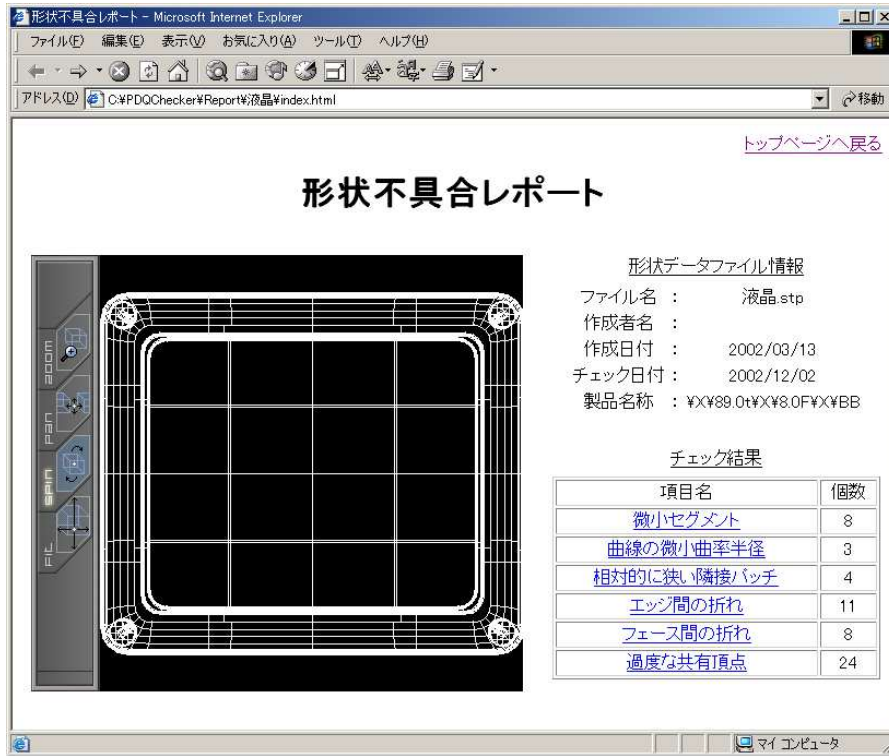 形状不具合レポート - Microsoft Internet Explorer
ファイル(F) 編集(E) 表示(V) お気に入り(A) ツール(T) ヘルプ(H)
アドレス(D) C:¥PDQChecker¥Report¥液晶¥index.html 移動
トップページへ戻る
形状不具合レポート
zoom
pan
spin
fit
形状データファイル情報
ファイル名 : 液晶.stp
作成者名 :
作成日付 : 2002/03/13
チェック日付 : 2002/12/02
製品名称 : ¥X¥89.0t¥X¥8.0F¥X¥BB
チェック結果
項目名 個数
微小セグメント 8
曲線の微小曲率半径 3
相対的に狭い隣接パッチ 4
エッジ間の折れ 11
フェース間の折れ 8
過度な共有頂点 24
マイ コンピュータ